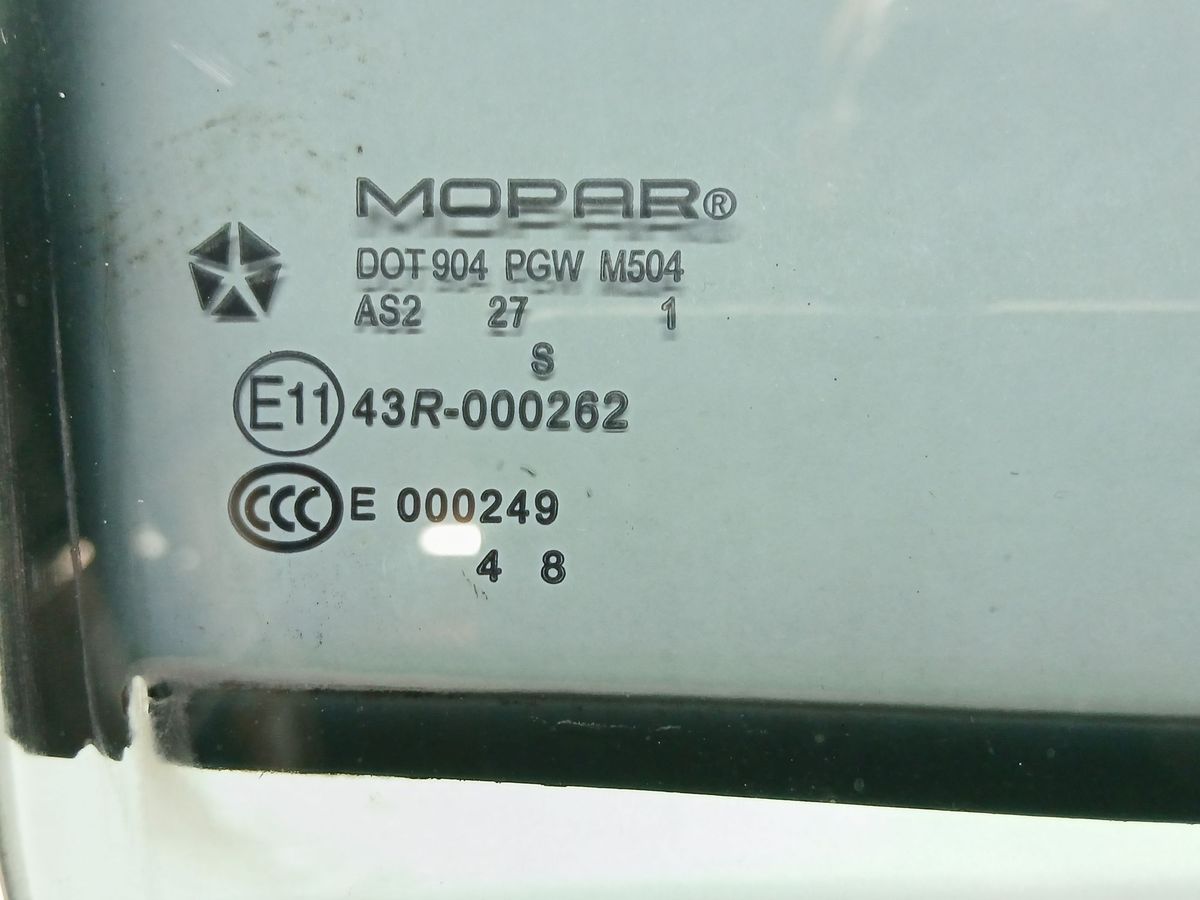 MOPAR®
DOT 904 PGW M504
AS2 27 1
S
E11 43R-000262
CCC E 000249
4 8